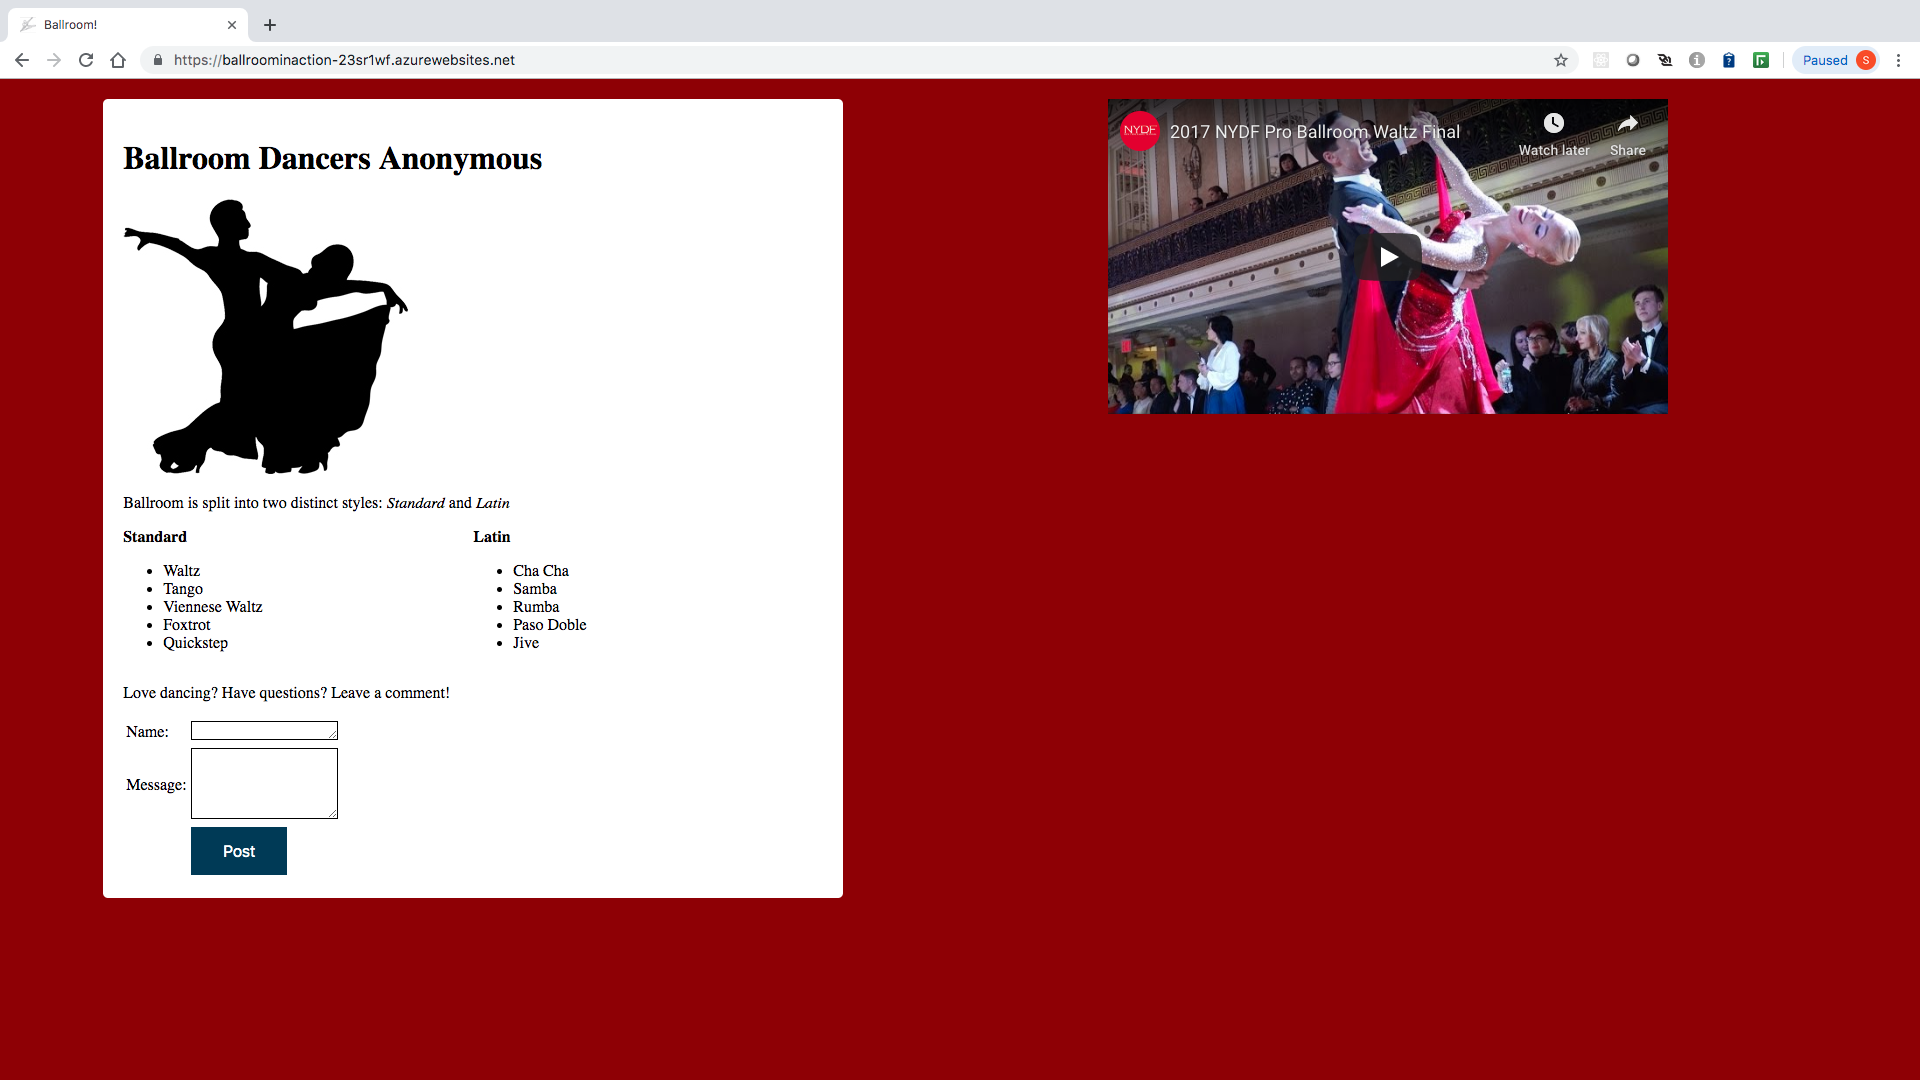 Ballroom!
https://ballroominaction-23sr1wf.azurewebsites.net
Paused
S
Ballroom Dancers Anonymous
Ballroom is split into two distinct styles: Standard and Latin
Standard
Waltz
Tango
Viennese Waltz
Foxtrot
Quickstep
Latin
Cha Cha
Samba
Rumba
Paso Doble
Jive
Love dancing? Have questions? Leave a comment!
Name:
Message:
Post
NYDF
2017 NYDF Pro Ballroom Waltz Final
Watch later
Share